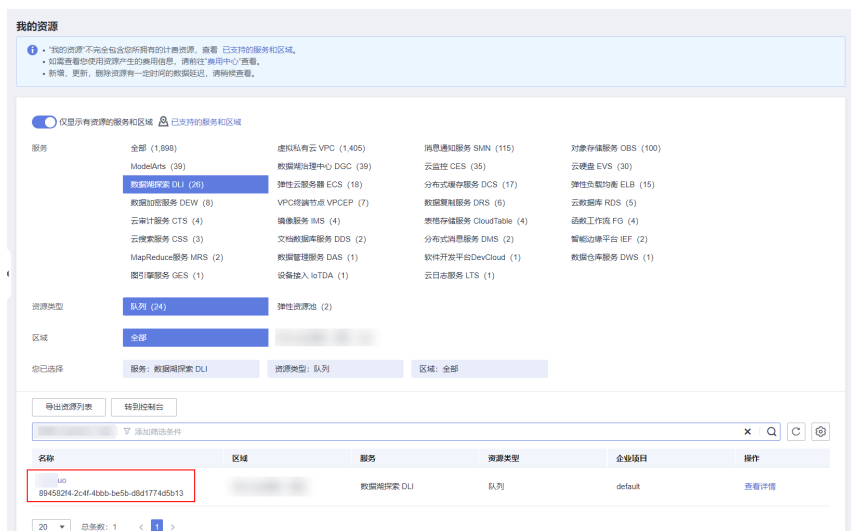 我的资源
• “我的资源”不完全包含您所拥有的计费资源，查看 已支持的服务和区域。
• 如需查看您使用资源产生的费用信息，请前往“费用中心”查看。
• 新增，更新，删除资源有一定时间的数据延迟，请稍候查看。
仅显示有资源的服务和区域 已支持的服务和区域
服务 全部 (1,898) 虚拟私有云 VPC (1,405) 消息通知服务 SMN (115) 对象存储服务 OBS (100)
ModelArts (39) 数据湖治理中心 DGC (39) 云监控 CES (35) 云硬盘 EVS (30)
数据湖探索 DLI (26) 弹性云服务器 ECS (18) 分布式缓存服务 DCS (17) 弹性负载均衡 ELB (15)
数据加密服务 DEW (8) VPC终端节点 VPCEP (7) 数据复制服务 DRS (6) 云数据库 RDS (5)
云审计服务 CTS (4) 镜像服务 IMS (4) 表格存储服务 CloudTable (4) 函数工作流 FG (4)
云搜索服务 CSS (3) 文档数据库服务 DDS (2) 分布式消息服务 DMS (2) 智能边缘平台 IEF (2)
MapReduce服务 MRS (2) 数据管理服务 DAS (1) 软件开发平台DevCloud (1) 数据仓库服务 DWS (1)
图引擎服务 GES (1) 设备接入 IoTDA (1) 云日志服务 LTS (1)
资源类型 队列 (24) 弹性资源池 (2)
区域 全部
您已选择 服务：数据湖探索 DLI 资源类型：队列 区域：全部
导出资源列表 转到控制台
添加筛选条件
名称 区域 服务 资源类型 企业项目 操作
uo
894582f4-2c4f-4bbb-be5b-d8d1774d5b13 数据湖探索 DLI 队列 default 查看详情
20 总条数：1 < 1 >